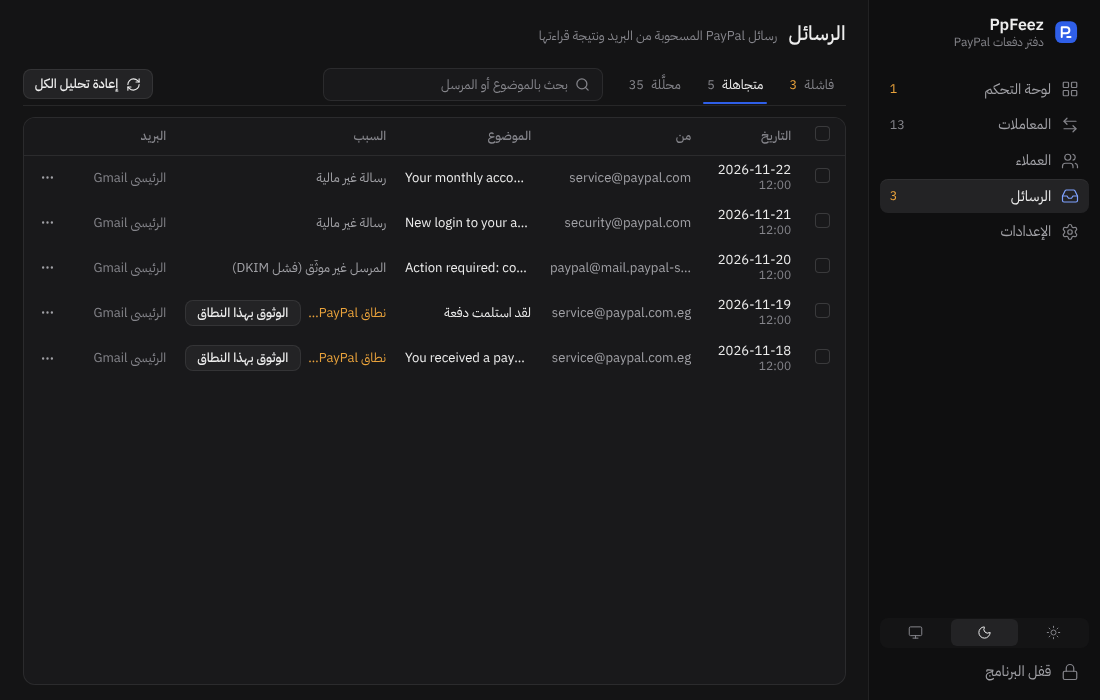 PpFeez
دفتر دفعات PayPal
لوحة التحكم 1
المعاملات 13
العملاء
الرسائل 3
الإعدادات
قفل البرنامج
الرسائل رسائل PayPal المسحوبة من البريد ونتيجة قراءتها
فاشلة 3 متجاهلة 5 محلَّلة 35 بحث بالموضوع أو المرسل إعادة تحليل الكل
التاريخ من الموضوع السبب البريد
2026-11-22 service@paypal.com Your monthly acco... رسالة غير مالية الرئيسي Gmail
12:00
2026-11-21 security@paypal.com New login to your a... رسالة غير مالية الرئيسي Gmail
12:00
2026-11-20 paypal@mail.paypal-s... Action required: co... المرسل غير موثَّق (فشل DKIM) الرئيسي Gmail
12:00
2026-11-19 service@paypal.com.eg لقد استلمت دفعة نطاق PayPal... الوثوق بهذا النطاق الرئيسي Gmail
12:00
2026-11-18 service@paypal.com.eg You received a pay... نطاق PayPal... الوثوق بهذا النطاق الرئيسي Gmail
12:00